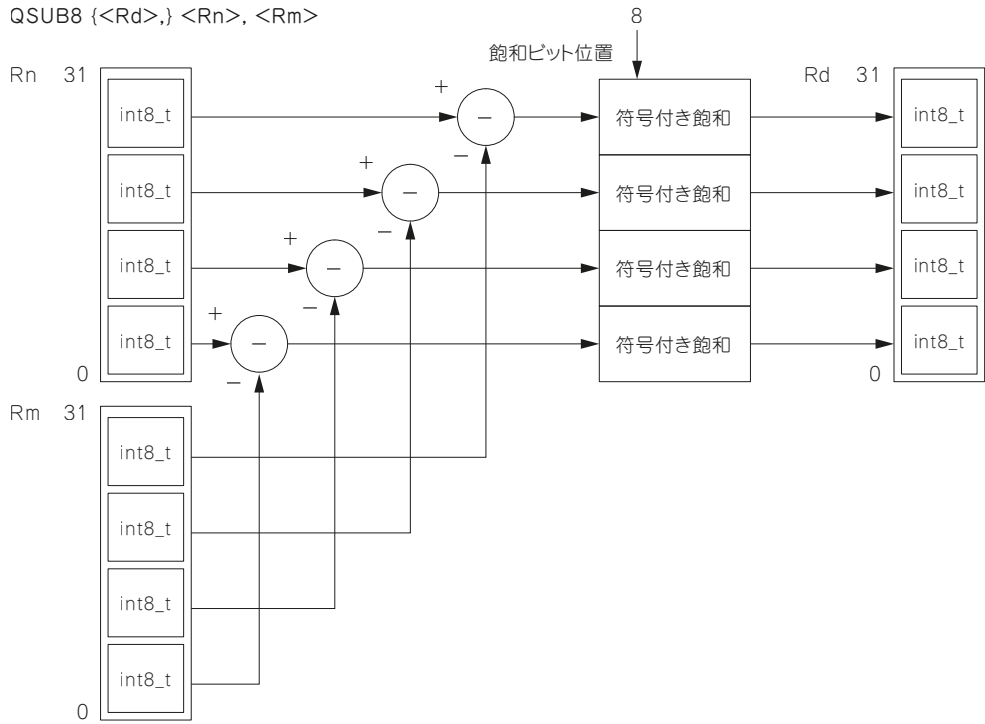 QSUB8 {<Rd>,} <Rn>, <Rm>
8
飽和ビット位置
Rn 31
Rd 31
int8_t
+
−
−
符号付き飽和
int8_t
int8_t
+
−
−
符号付き飽和
int8_t
int8_t
+
−
−
符号付き飽和
int8_t
int8_t
+
−
−
符号付き飽和
int8_t
0
0
Rm 31
int8_t
int8_t
int8_t
int8_t
0